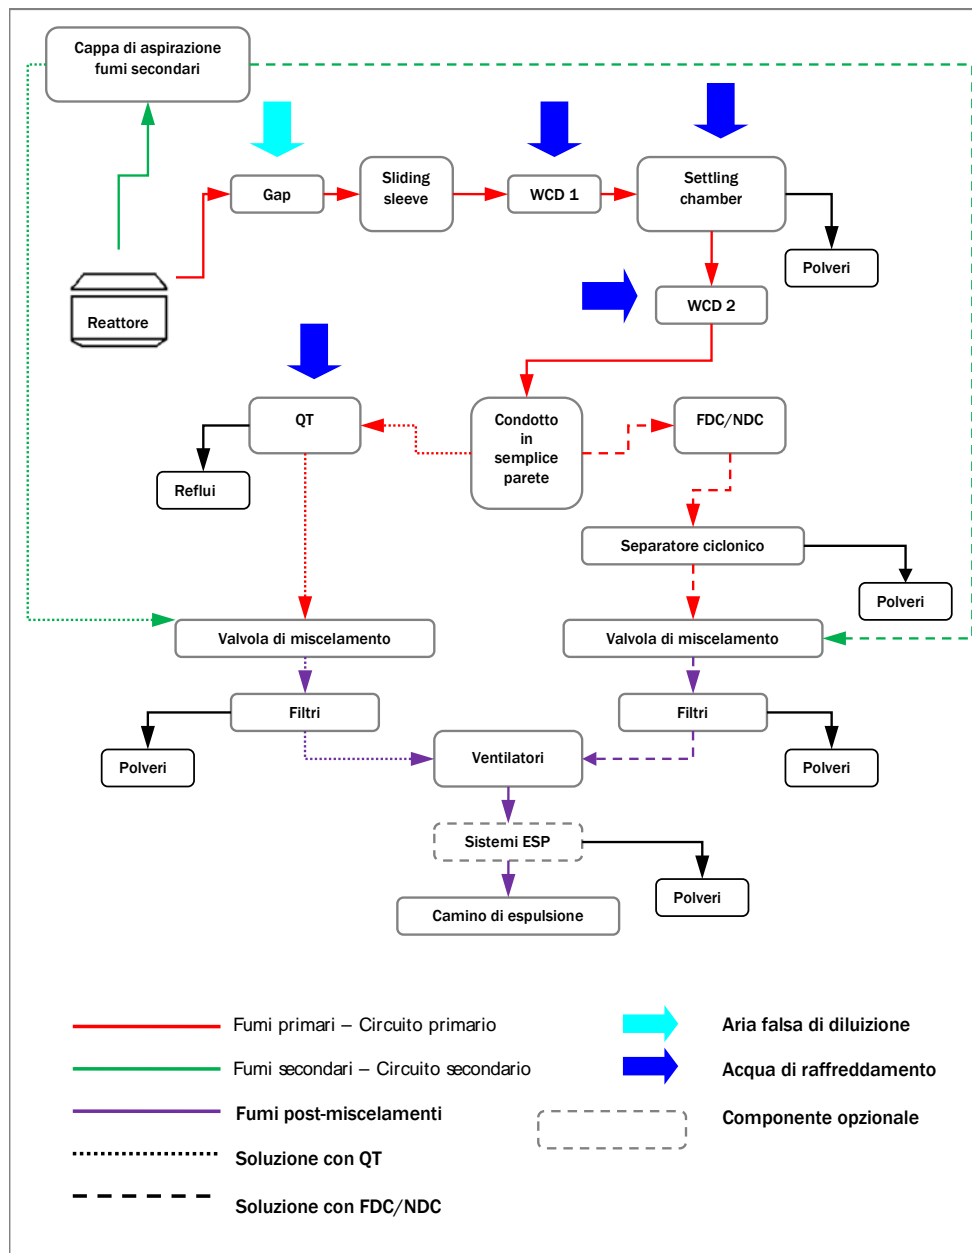 Cappa di aspirazione
fumi secondari
Gap
Sliding
sleeve
WCD 1
Settling
chamber
Polveri
Reattore
WCD 2
QT
Condotto
in
semplice
parete
FDC/NDC
Reflui
Separatore ciclonico
Polveri
Valvola di miscelamento
Valvola di miscelamento
Filtri
Filtri
Polveri
Ventilatori
Polveri
Sistemi ESP
Polveri
Camino di espulsione
Fumi primari – Circuito primario
Aria falsa di diluizione
Fumi secondari – Circuito secondario
Acqua di raffreddamento
Fumi post-miscelamenti
Componente opzionale
Soluzione con QT
Soluzione con FDC/NDC